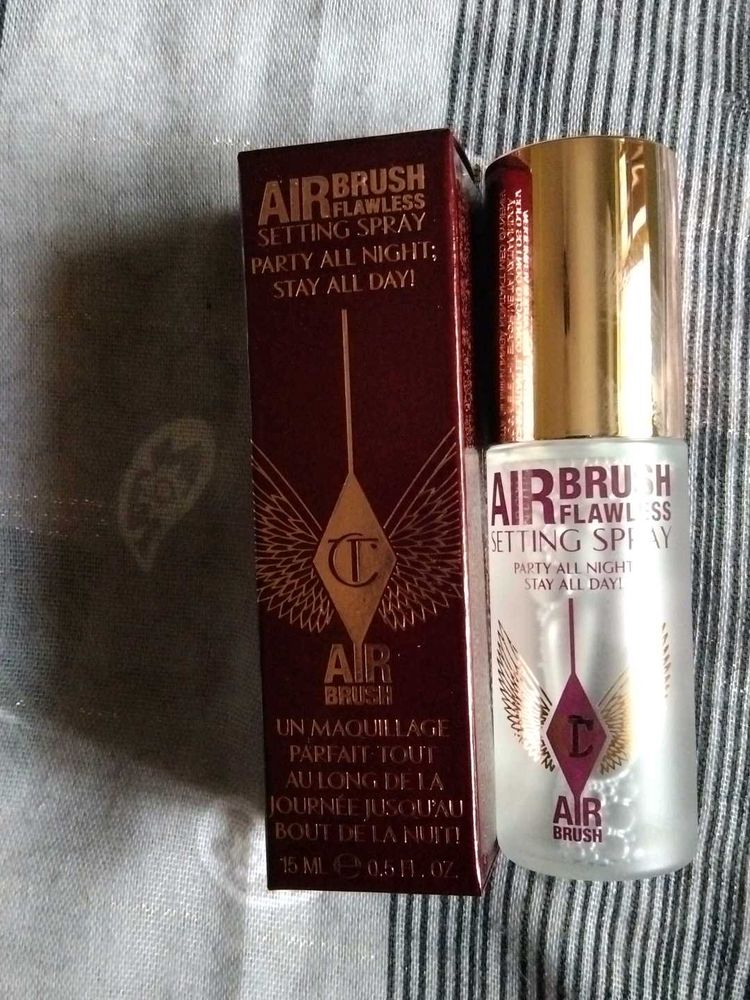 AIRBRUSH
FLAWLESS
SETTING SPRAY
PARTY ALL NIGHT;
STAY ALL DAY!
CT
AIR
BRUSH
UN MAQUILLAGE
PARFAIT TOUT
AU LONG DE LA
JOURNÉE JUSQU'AU
BOUT DE LA NUIT!
15 ML ℮ 0.5 FL. OZ.
AIRBRUSH
FLAWLESS
SETTING SPRAY
PARTY ALL NIGHT
STAY ALL DAY!
CT
AIR
BRUSH